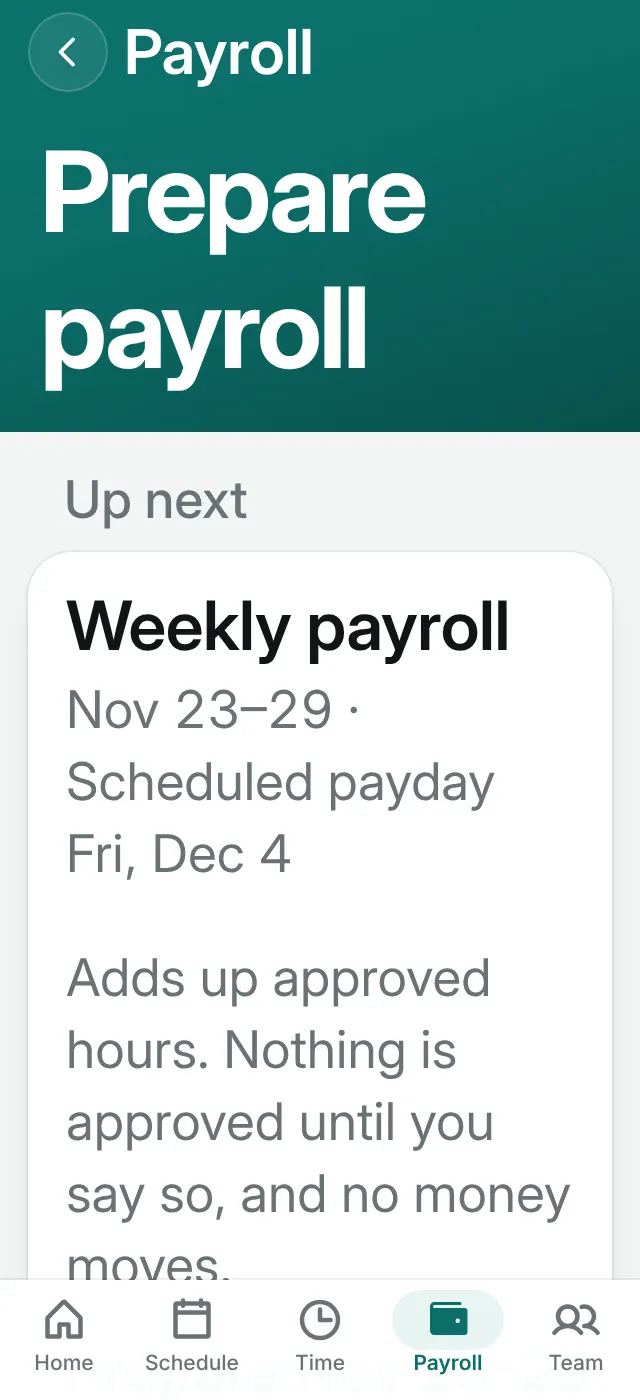 Payroll
Prepare
payroll
Up next
Weekly payroll
Nov 23–29 ·
Scheduled payday
Fri, Dec 4
Adds up approved
hours. Nothing is
approved until you
say so, and no money
moves.
Home
Schedule
Time
Payroll
Team